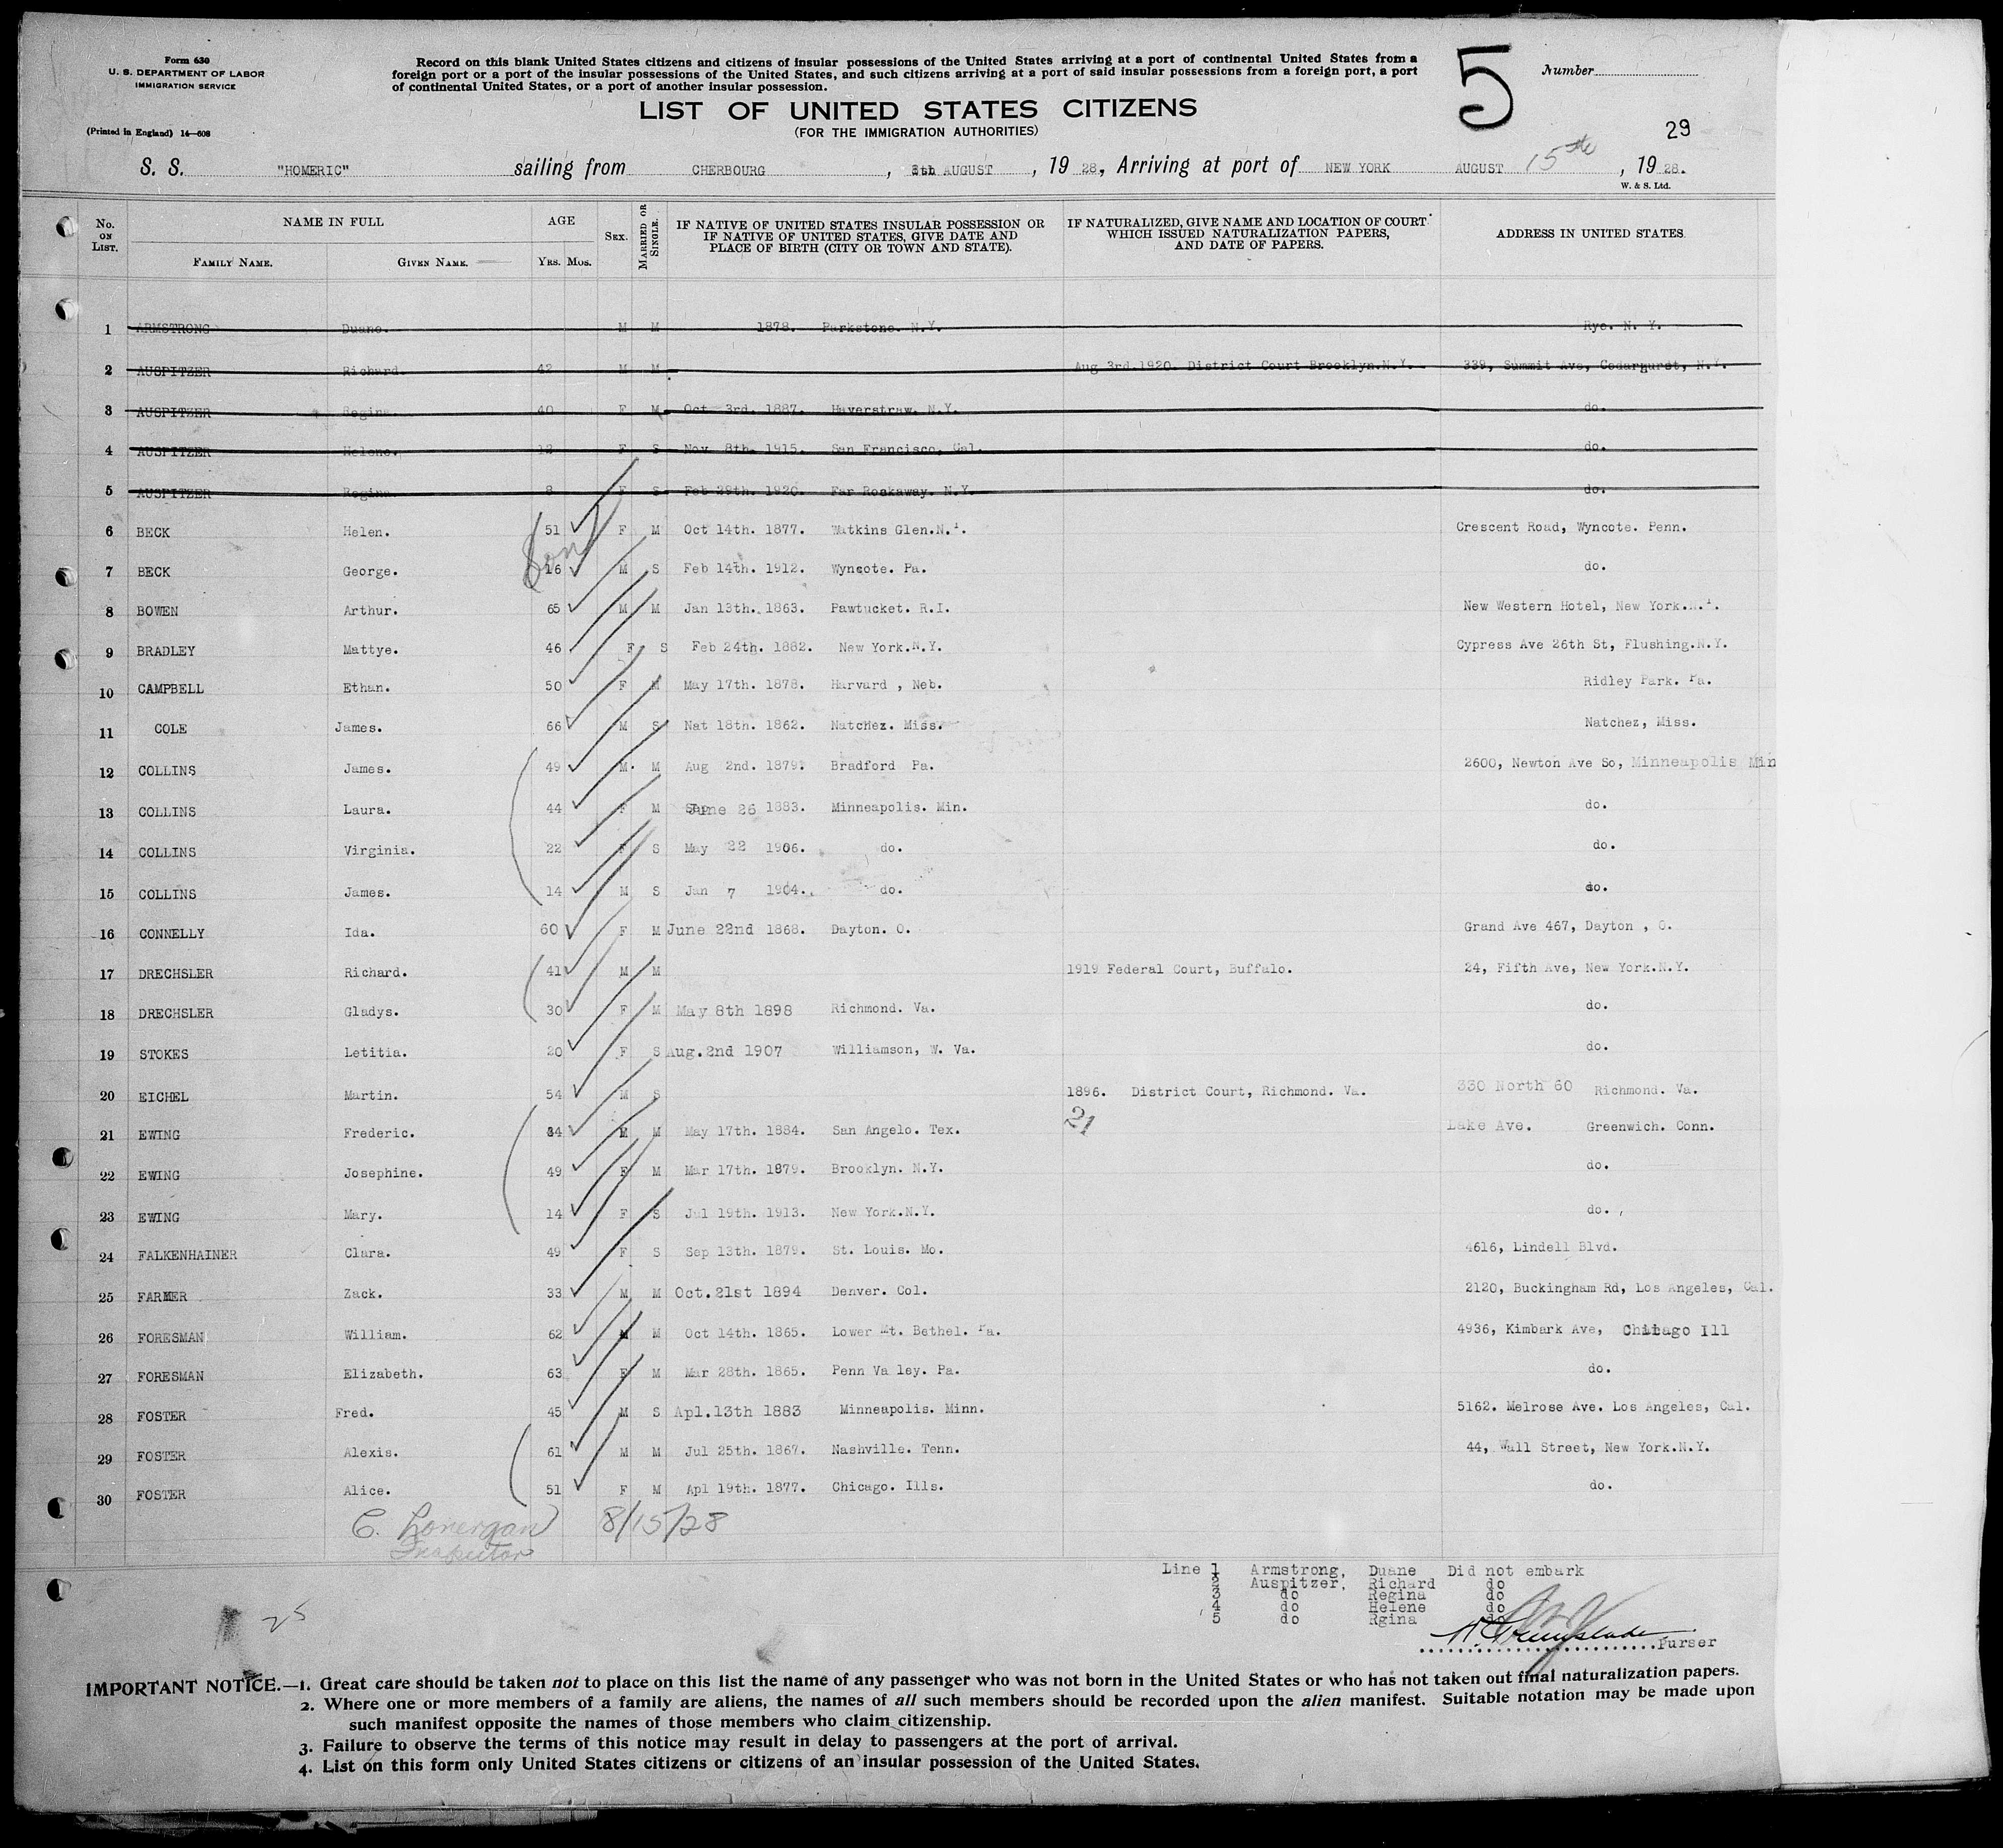 Form 630
U. S. DEPARTMENT OF LABOR
IMMIGRATION SERVICE
(Printed in England) 14—608
Record on this blank United States citizens and citizens of insular possessions of the United States arriving at a port of continental United States from a
foreign port or a port of the insular possessions of the United States, and such citizens arriving at a port of said insular possessions from a foreign port, a port
of continental United States, or a port of another insular possession.
5
Number
LIST OF UNITED STATES CITIZENS
(FOR THE IMMIGRATION AUTHORITIES)
29
S. S. "HOMERIC" sailing from CHERBOURG, 8th AUGUST, 1928, Arriving at port of NEW YORK AUGUST 15th, 1928.
W. & S. Ltd.
No. ON LIST. NAME IN FULL FAMILY NAME. GIVEN NAME. AGE YRS. MOS. SEX. MARRIED OR SINGLE. IF NATIVE OF UNITED STATES INSULAR POSSESSION OR IF NATIVE OF UNITED STATES, GIVE DATE AND PLACE OF BIRTH (CITY OR TOWN AND STATE). IF NATURALIZED, GIVE NAME AND LOCATION OF COURT WHICH ISSUED NATURALIZATION PAPERS, AND DATE OF PAPERS. ADDRESS IN UNITED STATES.
1 ARMSTRONG Duane. M M 1878. Parkstone. N.Y. Rye. N. Y.
2 AUSPITZER Richard 42 M M Aug 3rd.1920. District Court Brooklyn.N.Y. 339, Summit Ave, Cedarhurst, N.Y.
3 AUSPITZER Regina 40 F M Oct 3rd. 1887. Haverstraw. N.Y. do.
4 AUSPITZER Helene. 12 F S Nov 8th. 1915. San Francisco, Cal. do.
5 AUSPITZER Regina 8 F S Feb 29th. 1920. Far Rockaway. N.Y. do.
6 BECK Helen. 51 F M Oct 14th. 1877. Watkins Glen.N.Y. Crescent Road, Wyncote. Penn.
7 BECK George. 16 M S Feb 14th. 1912. Wyncote. Pa. do.
8 BOWEN Arthur. 65 M M Jan 13th. 1863. Pawtucket. R.I. New Western Hotel, New York.N.Y.
9 BRADLEY Mattye. 46 F S Feb 24th. 1882. New York.N.Y. Cypress Ave 26th St, Flushing.N.Y.
10 CAMPBELL Ethan. 50 F M May 17th. 1878. Harvard , Neb. Ridley Park. Pa.
11 COLE James. 66 M S Nat 18th. 1862. Natchez. Miss. Natchez, Miss.
12 COLLINS James. 49 M. M Aug 2nd. 1879. Bradford Pa. 2600, Newton Ave So, Minneapolis Min
13 COLLINS Laura. 44 F M June 26 1883. Minneapolis. Min. do.
14 COLLINS Virginia. 22 F S May 22 1906. do. do.
15 COLLINS James. 14 M S Jan 7 1904. do. do.
16 CONNELLY Ida. 60 F M June 22nd 1868. Dayton. O. Grand Ave 467, Dayton , O.
17 DRECHSLER Richard. 41 M M 1919 Federal Court, Buffalo. 24, Fifth Ave, New York.N.Y.
18 DRECHSLER Gladys. 30 F M May 8th 1898 Richmond. Va. do.
19 STOKES Letitia. 20 F S Aug.2nd 1907 Williamson, W. Va. do.
20 EICHEL Martin. 54 M S 1896. District Court, Richmond. Va. 330 North 60 Richmond. Va.
21
21 EWING Frederic. 44 M M May 17th. 1884. San Angelo. Tex. Lake Ave. Greenwich. Conn.
22 EWING Josephine. 49 F M Mar 17th. 1879. Brooklyn. N.Y. do.
23 EWING Mary. 14 F S Jul 19th. 1913. New York.N.Y. do.
24 FALKENHAINER Clara. 49 F S Sep 13th. 1879. St. Louis. Mo. 4616, Lindell Blvd.
25 FARMER Zack. 33 M M Oct.21st 1894 Denver. Col. 2120, Buckingham Rd, Los Angeles, Cal.
26 FORESMAN William. 62 M M Oct 14th. 1865. Lower Mt. Bethel. Pa. 4936, Kimbark Ave, Chicago Ill
27 FORESMAN Elizabeth. 63 F M Mar 28th. 1865. Penn Va ley. Pa. do.
28 FOSTER Fred. 45 M S Apl.13th 1883 Minneapolis. Minn. 5162. Melrose Ave. Los Angeles, Cal.
29 FOSTER Alexis. 61 M M Jul 25th. 1867. Nashville. Tenn. 44, Wall Street, New York.N.Y.
30 FOSTER Alice. 51 F M Apl 19th. 1877. Chicago. Ills. do.
C. Lonergan 8/15/28
Inspector
Line 1 Armstrong, Duane Did not embark
2 Auspitzer, Richard do
3 do Regina do
4 do Helene do
5 do Rgina do
25
Purser
IMPORTANT NOTICE.—1. Great care should be taken not to place on this list the name of any passenger who was not born in the United States or who has not taken out final naturalization papers.
2. Where one or more members of a family are aliens, the names of all such members should be recorded upon the alien manifest. Suitable notation may be made upon
such manifest opposite the names of those members who claim citizenship.
3. Failure to observe the terms of this notice may result in delay to passengers at the port of arrival.
4. List on this form only United States citizens or citizens of an insular possession of the United States.